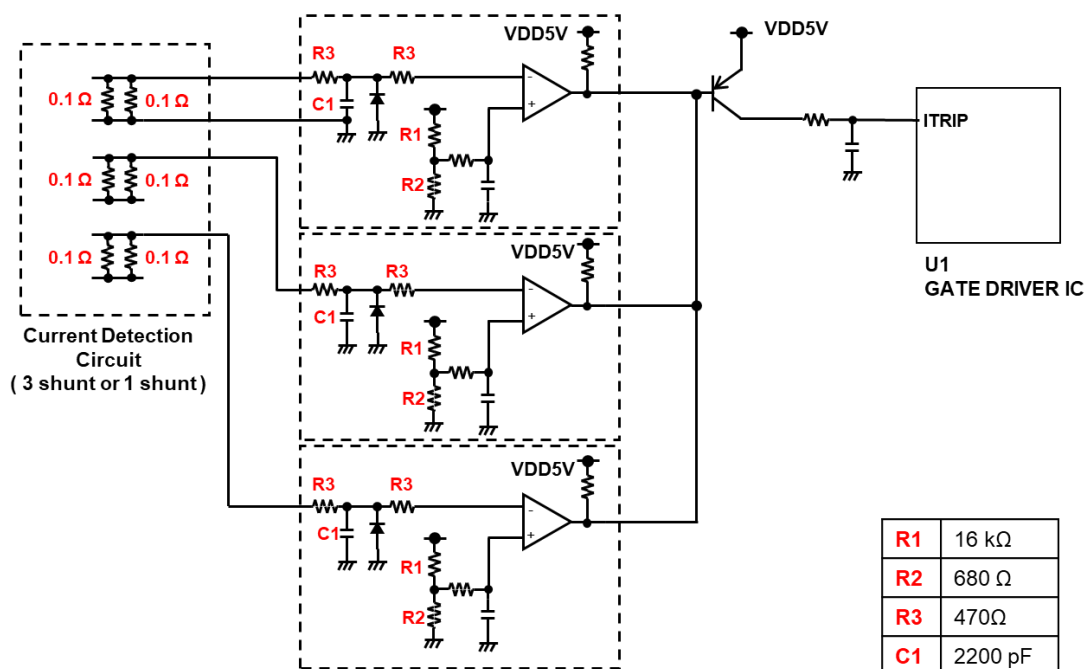 VDD5V
VDD5V
R3
R3
0.1 Ω
0.1 Ω
C1
R1
R2
ITRIP
0.1 Ω
0.1 Ω
0.1 Ω
0.1 Ω
VDD5V
R3
R3
C1
R1
R2
U1
GATE DRIVER IC
Current Detection
Circuit
( 3 shunt or 1 shunt )
VDD5V
R3
R3
C1
R1
R2
-
+
-
+
-
+
R1 16 kΩ
R2 680 Ω
R3 470Ω
C1 2200 pF